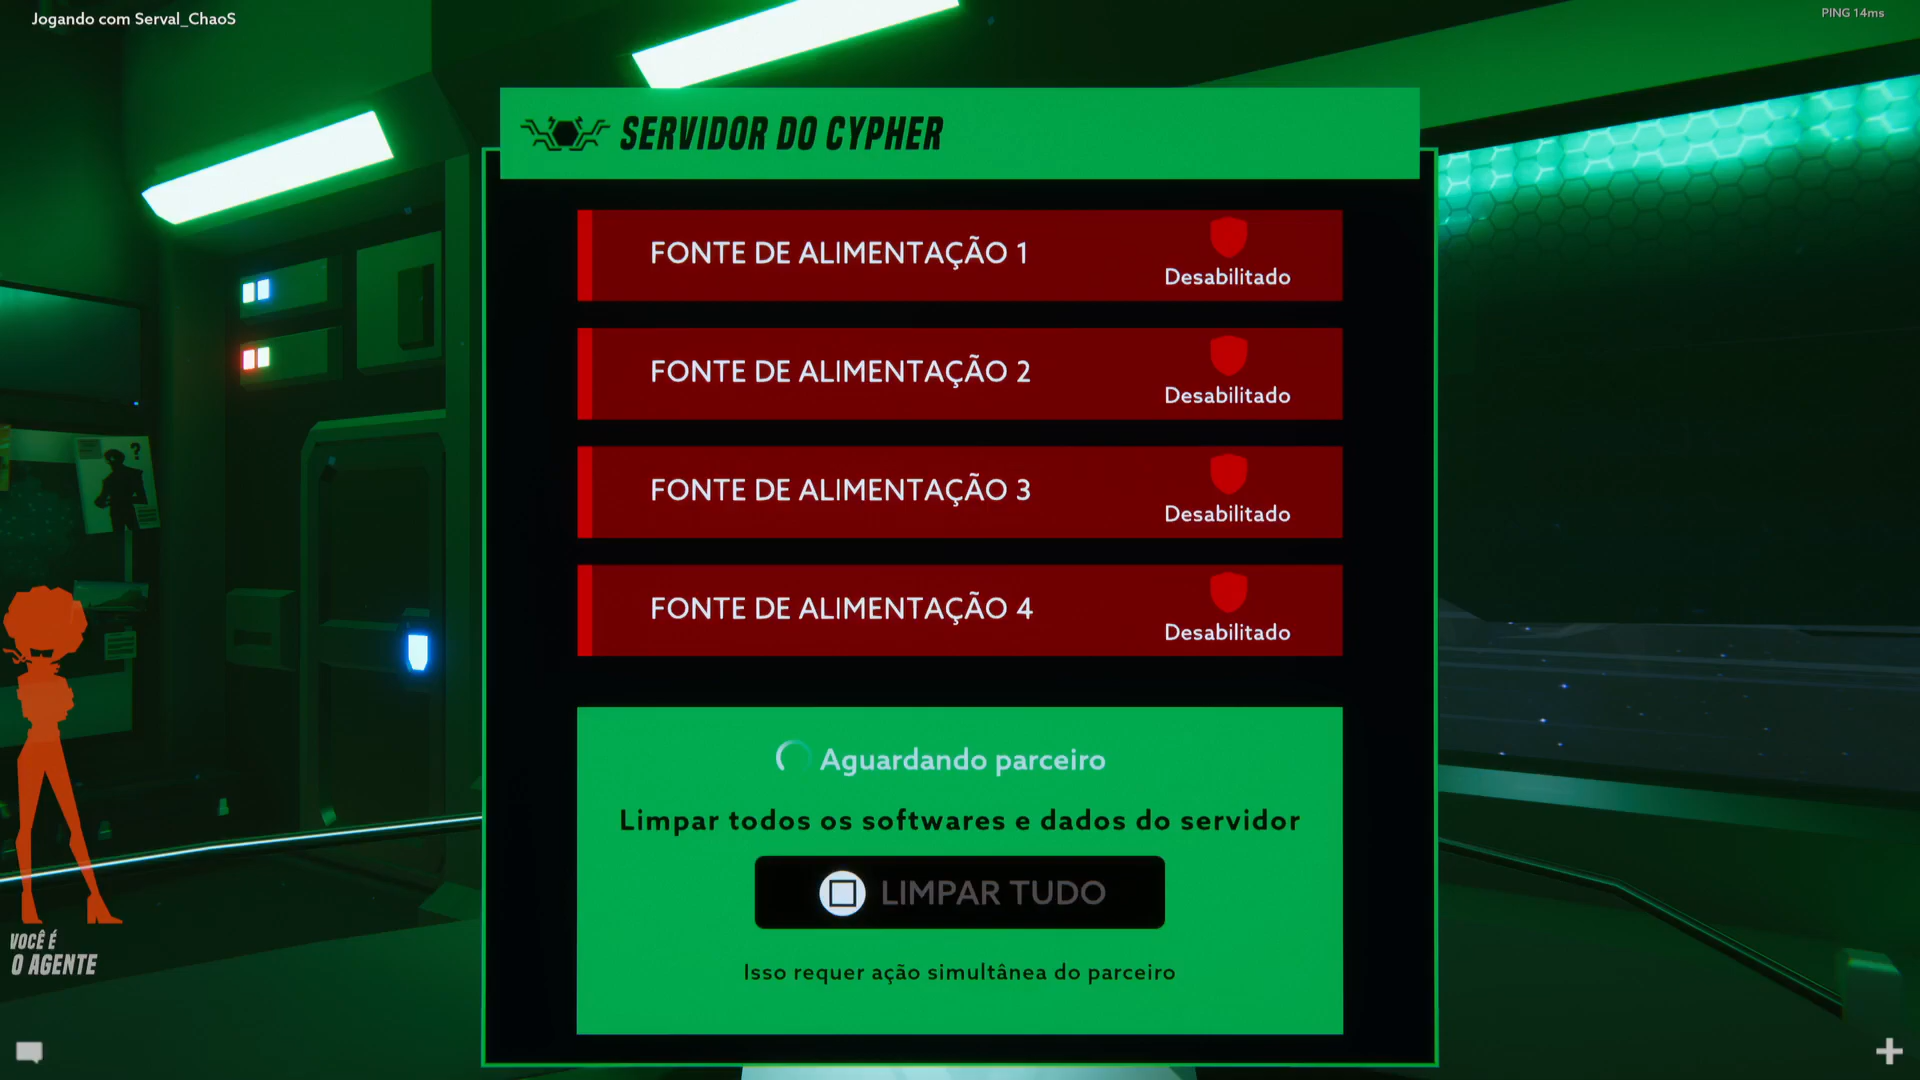 Jogando com Serval_ChaoS
PING 14ms
SERVIDOR DO CYPHER
FONTE DE ALIMENTAÇÃO 1
Desabilitado
FONTE DE ALIMENTAÇÃO 2
Desabilitado
FONTE DE ALIMENTAÇÃO 3
Desabilitado
FONTE DE ALIMENTAÇÃO 4
Desabilitado
Aguardando parceiro
Limpar todos os softwares e dados do servidor
LIMPAR TUDO
Isso requer ação simultânea do parceiro
VOCÊ É
O AGENTE
?